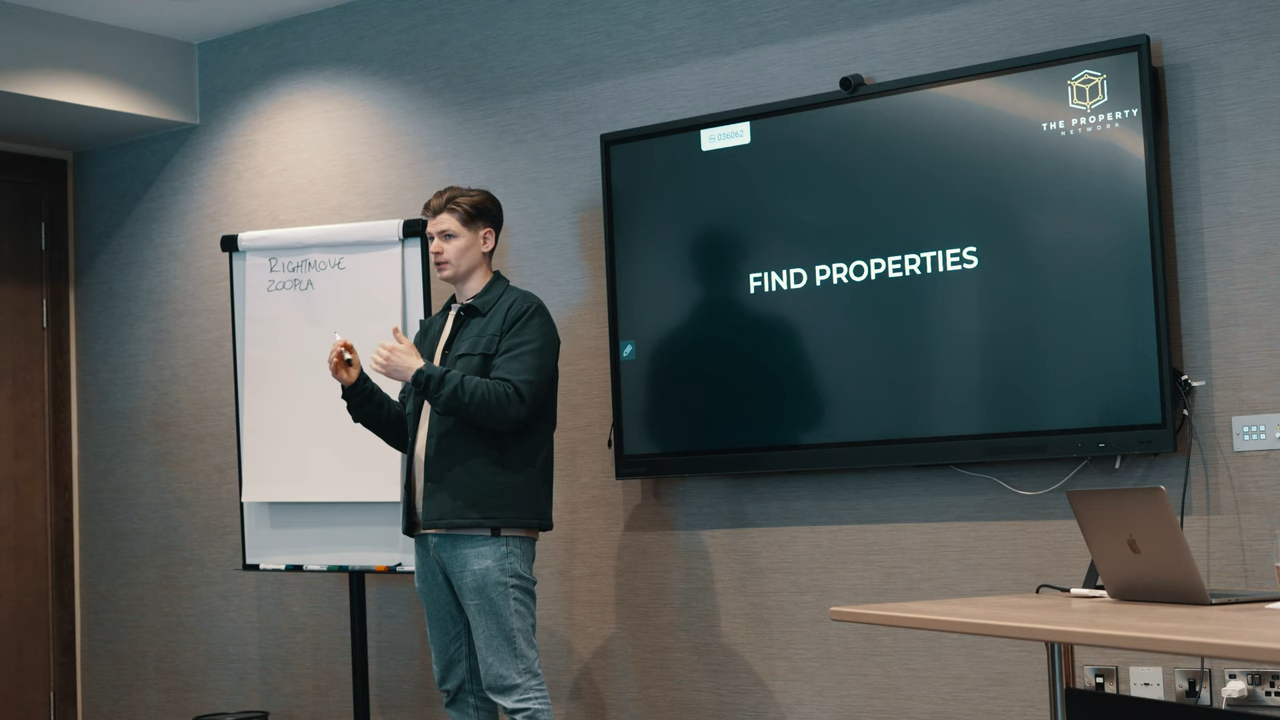 RIGHTMOVE
ZOOPLA
036062
THE PROPERTY
NETWORK
FIND PROPERTIES